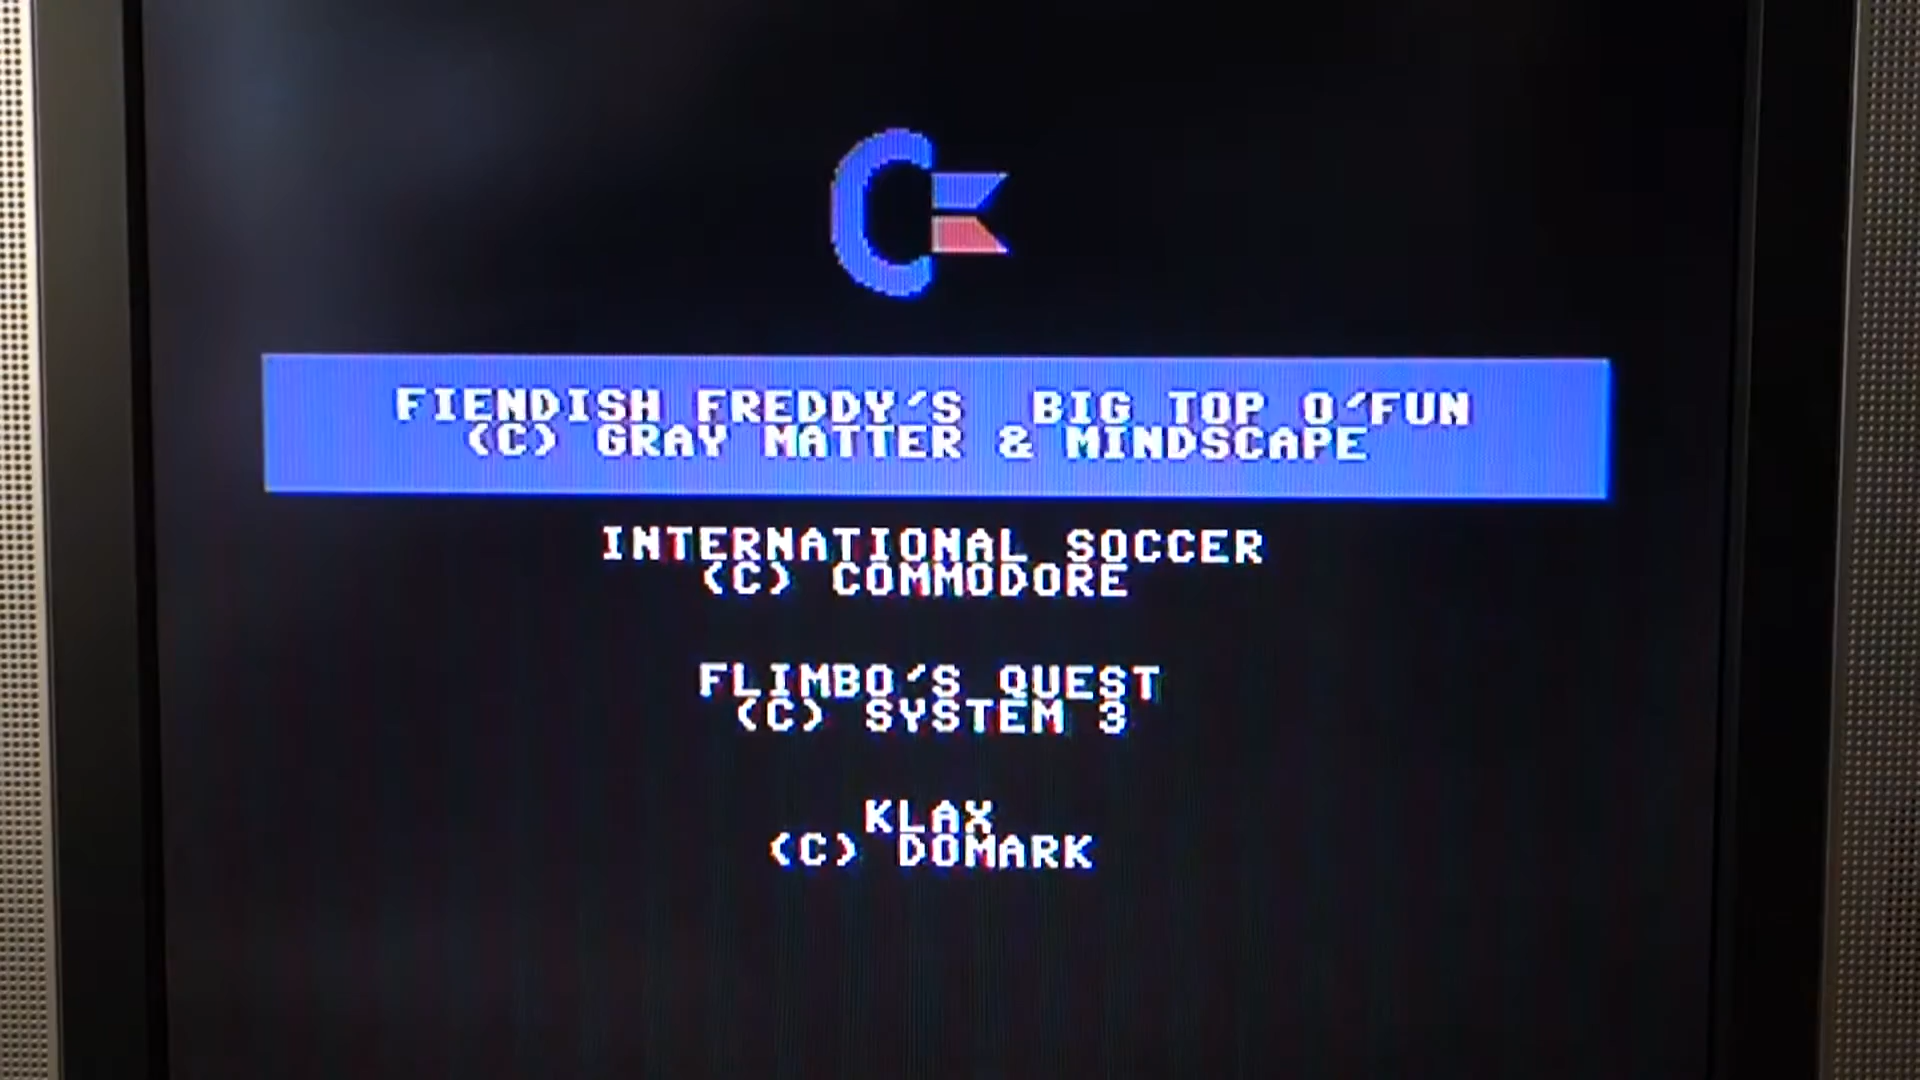 FIENDISH FREDDY'S BIG TOP O'FUN
(C) GRAY MATTER & MINDSCAPE
INTERNATIONAL SOCCER
(C) COMMODORE
FLIMBO'S QUEST
(C) SYSTEM 3
KLAX
(C) DOMARK